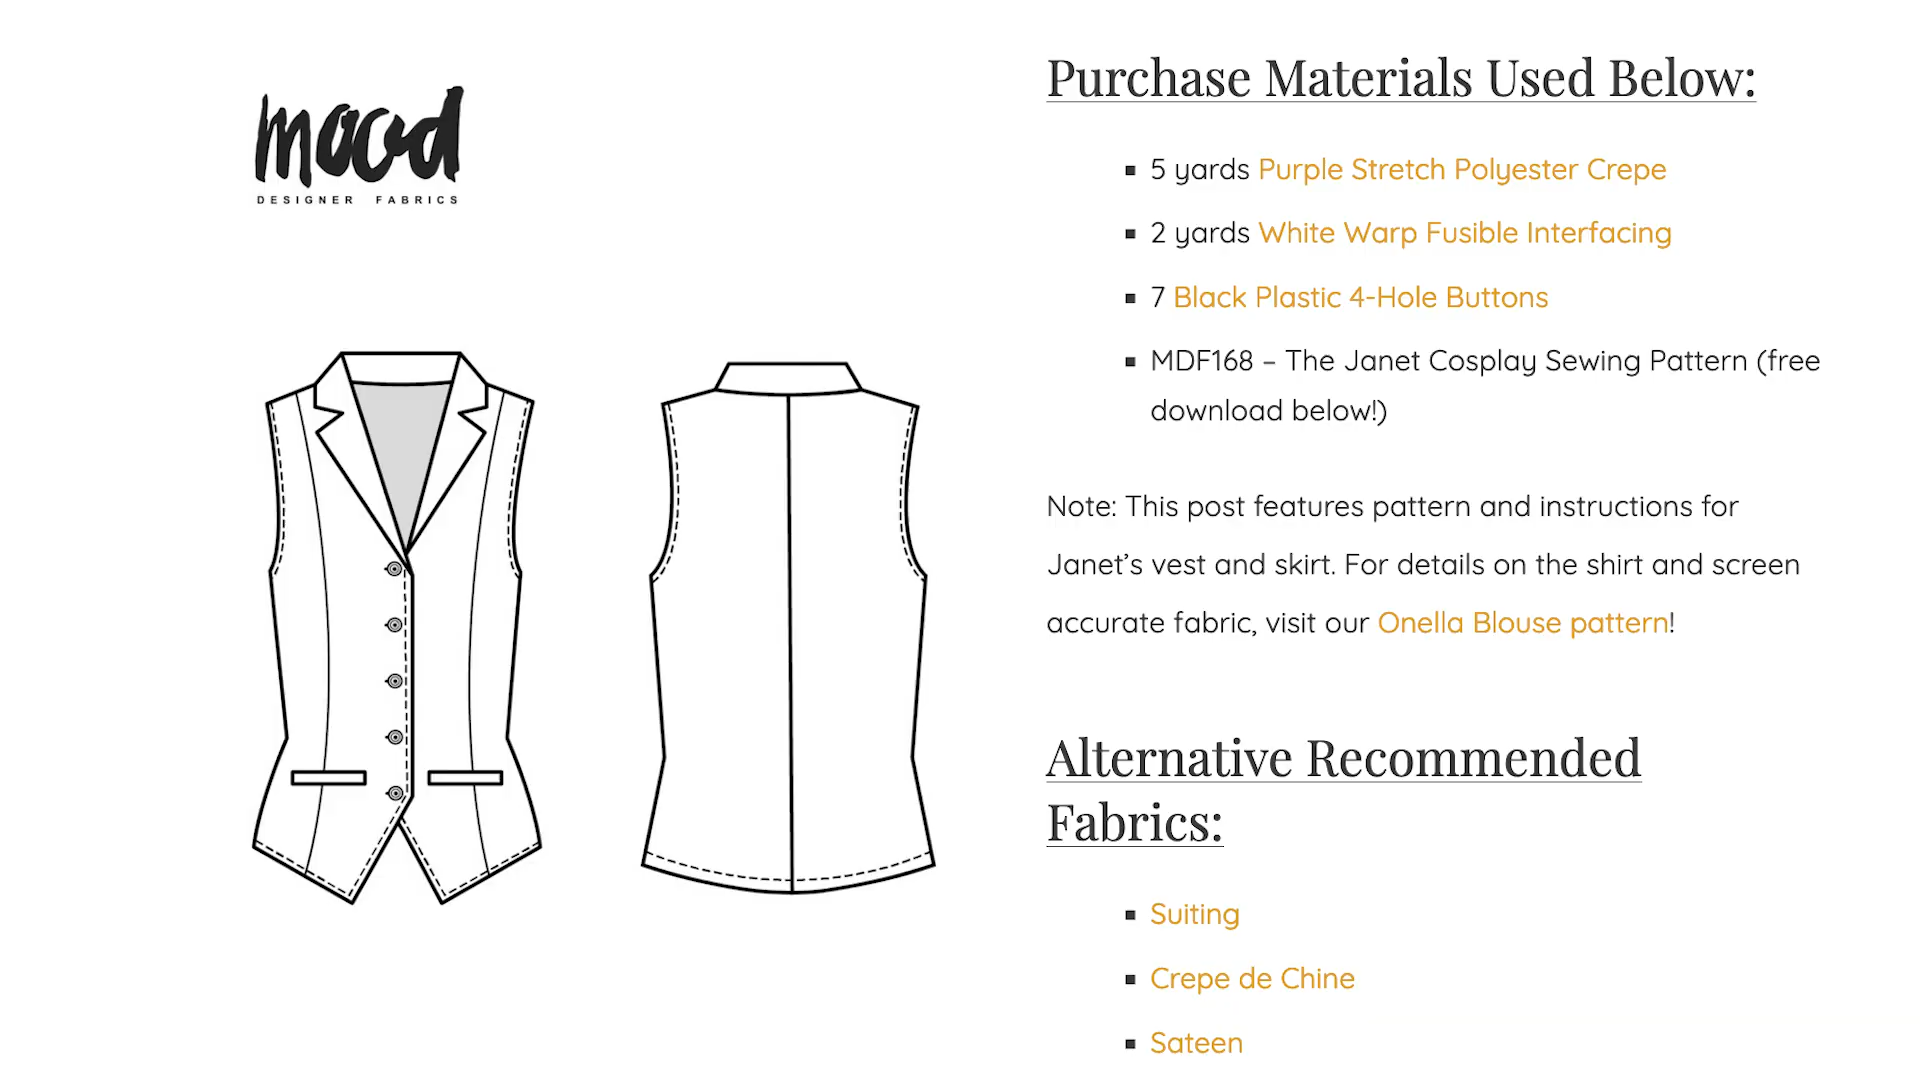 mood
DESIGNER FABRICS
Purchase Materials Used Below:
5 yards Purple Stretch Polyester Crepe
2 yards White Warp Fusible Interfacing
7 Black Plastic 4-Hole Buttons
MDF168 – The Janet Cosplay Sewing Pattern (free
download below!)
Note: This post features pattern and instructions for
Janet’s vest and skirt. For details on the shirt and screen
accurate fabric, visit our Onella Blouse pattern!
Alternative Recommended
Fabrics:
Suiting
Crepe de Chine
Sateen